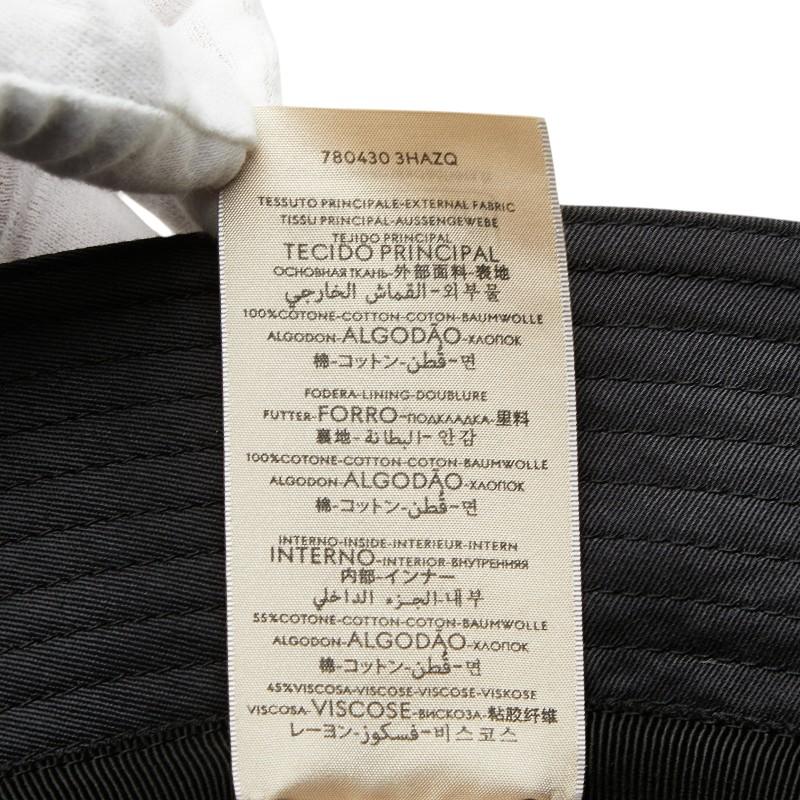 780430 3HAZQ
TESSUTO PRINCIPALE-EXTERNAL FABRIC
TISSU PRINCIPAL-AUSSENGEWEBE
TEJIDO PRINCIPAL
TECIDO PRINCIPAL
ОСНОВНАЯ ТКАНЬ-外部面料-表地
القماش الخارجي-외부물
100%COTONE-COTTON-COTON-BAUMWOLLE
ALGODON-ALGODÃO-ХЛОПОК
棉-コットン-قُطن-면
FODERA-LINING-DOUBLURE
FUTTER-FORRO-ПОДКЛАДКА-里料
裏地-البطانة-안감
100%COTONE-COTTON-COTON-BAUMWOLLE
ALGODON-ALGODÃO-ХЛОПОК
棉-コットン-قُطن-면
INTERNO-INSIDE-INTERIEUR-INTERN
INTERNO-INTERIOR-ВНУТРЕННЯЯ
内部-インナー
الجزء الداخلي-내부
55%COTONE-COTTON-COTON-BAUMWOLLE
ALGODON-ALGODÃO-ХЛОПОК
棉-コットン-قُطن-면
45%VISCOSA-VISCOSE-VISCOSE-VISKOSE
VISCOSA-VISCOSE-ВИСКОЗА-粘胶纤维
レーヨン-فسكوز-비스코스